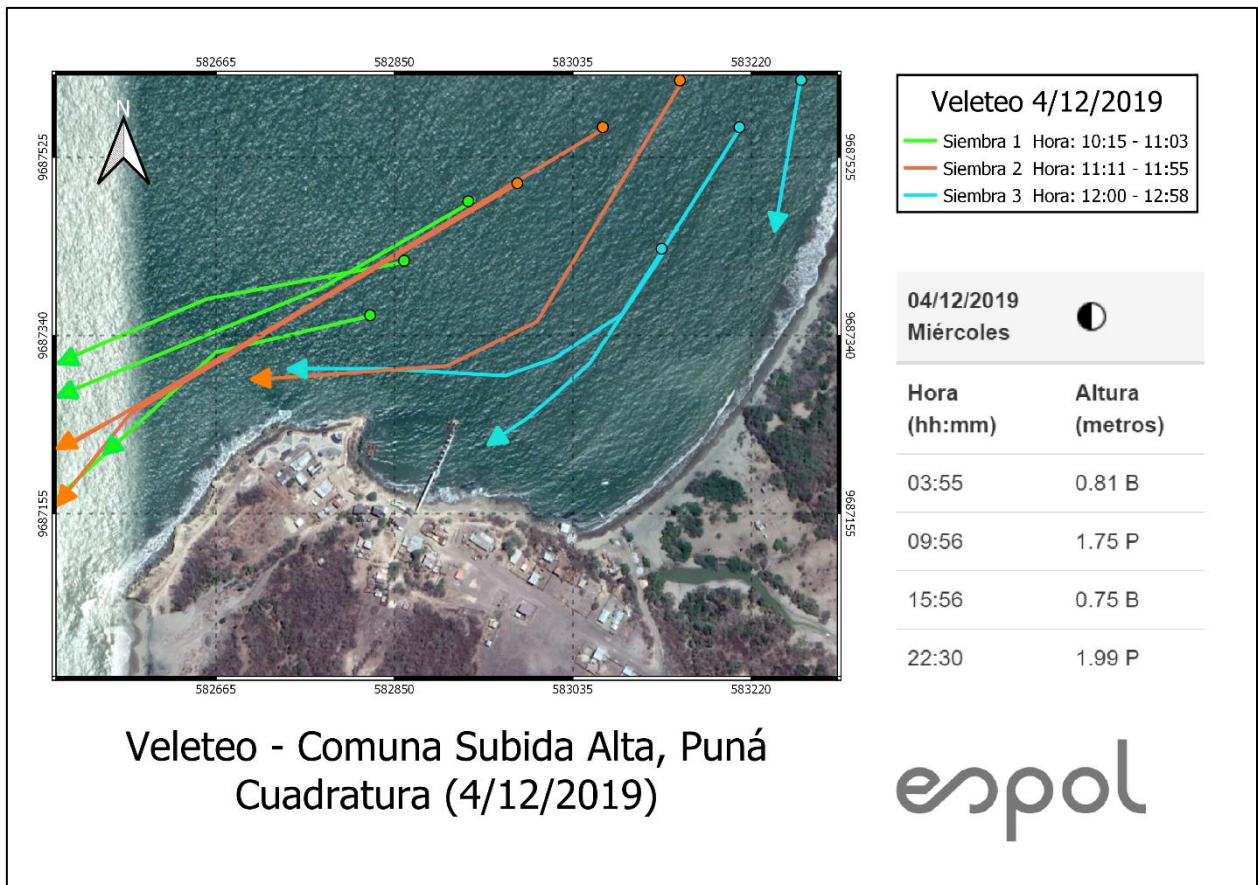 582665 582850 583035 583220
N
9687525 9687525
9687340 9687340
9687155 9687155
582665 582850 583035 583220
Veleteo - Comuna Subida Alta, Puná
Cuadratura (4/12/2019)
Veleteo 4/12/2019
Siembra 1 Hora: 10:15 - 11:03
Siembra 2 Hora: 11:11 - 11:55
Siembra 3 Hora: 12:00 - 12:58
04/12/2019
Miércoles
Hora Altura
(hh:mm) (metros)
03:55 0.81 B
09:56 1.75 P
15:56 0.75 B
22:30 1.99 P
espol